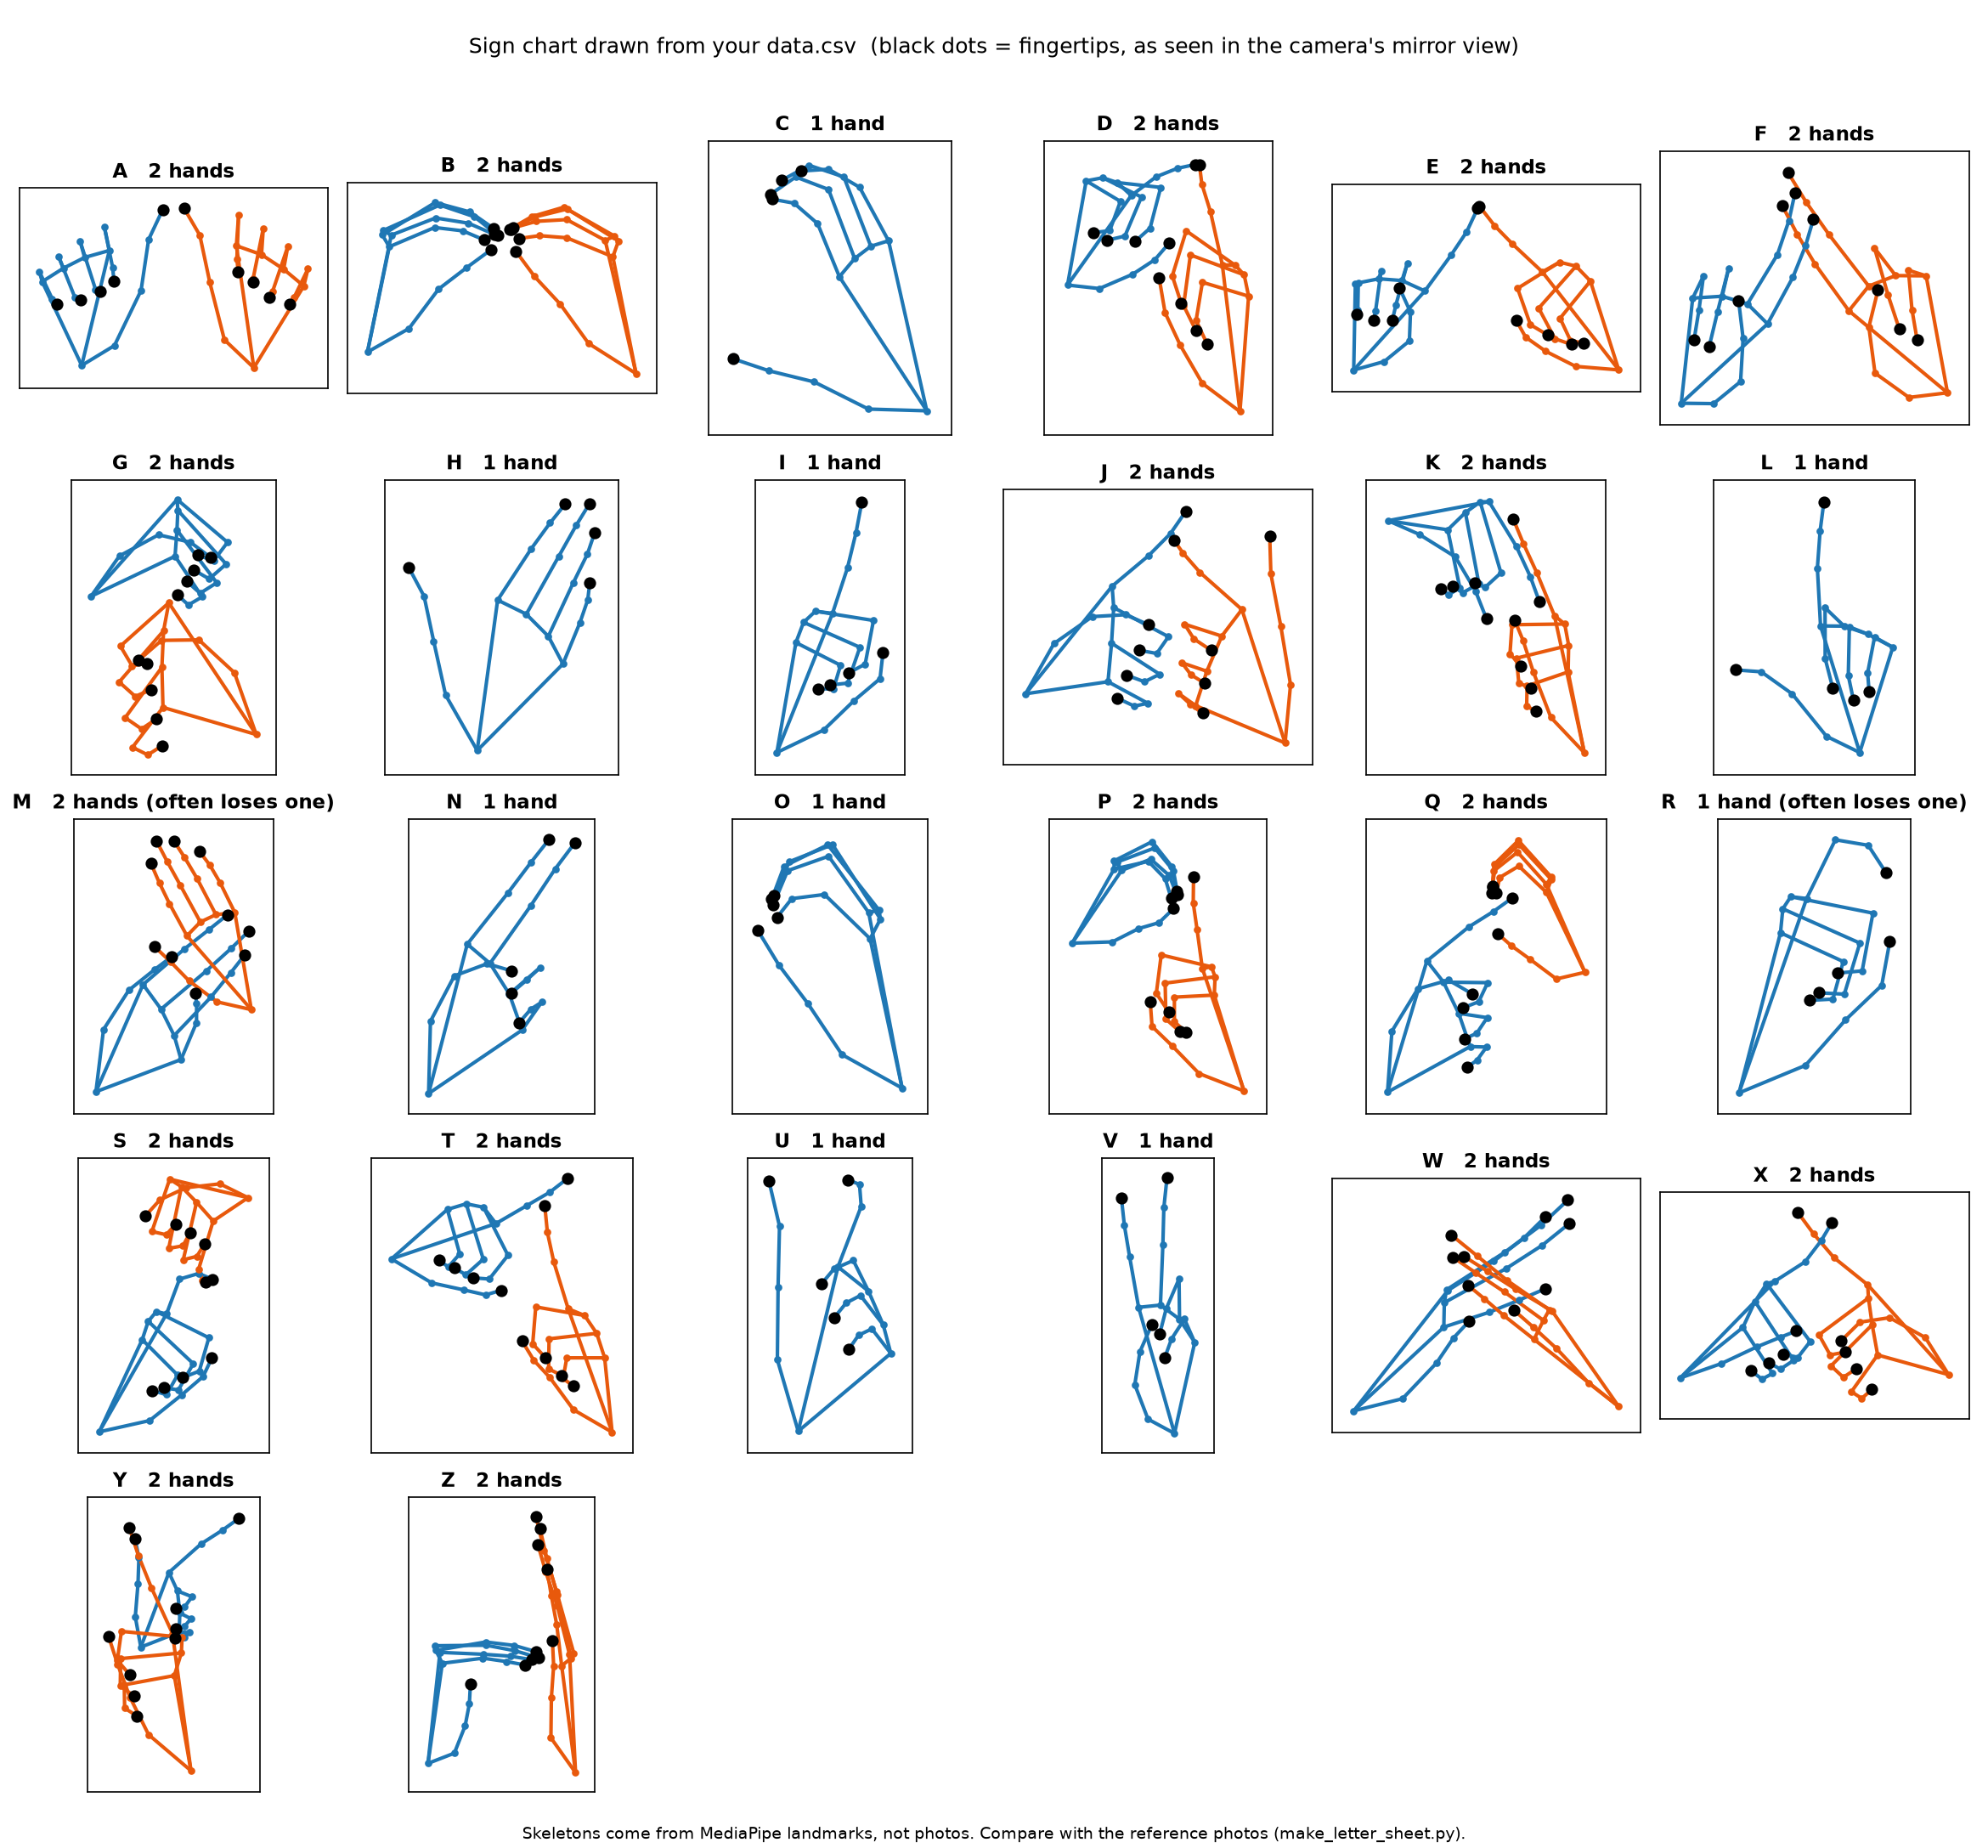 Sign chart drawn from your data.csv  (black dots = fingertips, as seen in the camera's mirror view)
A   2 hands
B   2 hands
C   1 hand
D   2 hands
E   2 hands
F   2 hands
G   2 hands
H   1 hand
I   1 hand
J   2 hands
K   2 hands
L   1 hand
M   2 hands (often loses one)
N   1 hand
O   1 hand
P   2 hands
Q   2 hands
R   1 hand (often loses one)
S   2 hands
T   2 hands
U   1 hand
V   1 hand
W   2 hands
X   2 hands
Y   2 hands
Z   2 hands
Skeletons come from MediaPipe landmarks, not photos. Compare with the reference photos (make_letter_sheet.py).